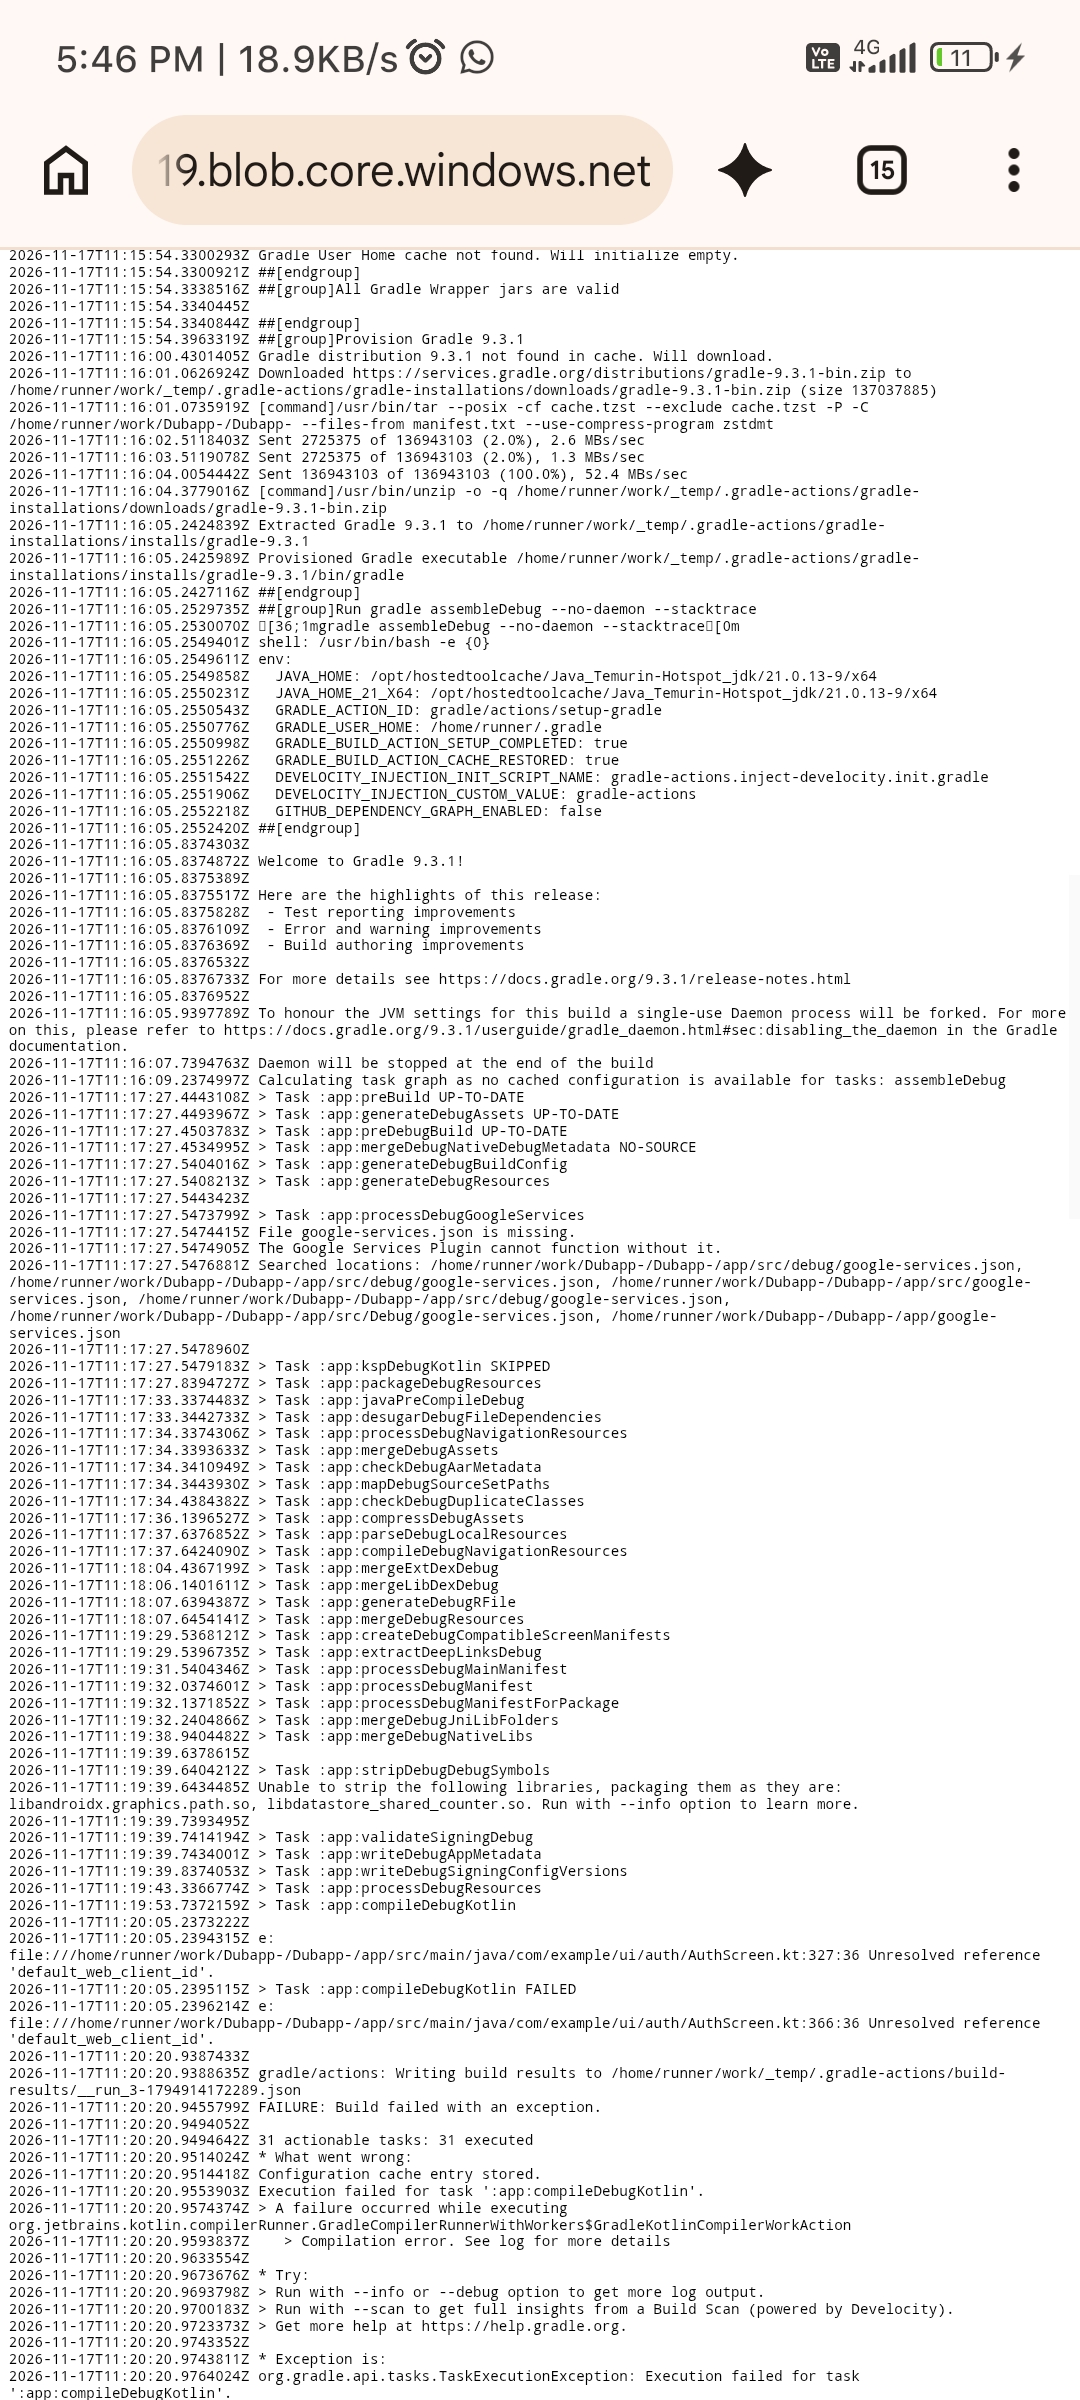 5:46 PM | 18.9KB/s
Vo LTE 4G 11
19.blob.core.windows.net
15
2026-11-17T11:15:54.3300293Z Gradle User Home cache not found. Will initialize empty.
2026-11-17T11:15:54.3300921Z ##[endgroup]
2026-11-17T11:15:54.3338516Z ##[group]All Gradle Wrapper jars are valid
2026-11-17T11:15:54.3340445Z
2026-11-17T11:15:54.3340844Z ##[endgroup]
2026-11-17T11:15:54.3963319Z ##[group]Provision Gradle 9.3.1
2026-11-17T11:16:00.4301405Z Gradle distribution 9.3.1 not found in cache. Will download.
2026-11-17T11:16:01.0626924Z Downloaded https://services.gradle.org/distributions/gradle-9.3.1-bin.zip to
/home/runner/work/_temp/.gradle-actions/gradle-installations/downloads/gradle-9.3.1-bin.zip (size 137037885)
2026-11-17T11:16:01.0735919Z [command]/usr/bin/tar --posix -cf cache.tzst --exclude cache.tzst -P -C
/home/runner/work/Dubapp-/Dubapp- --files-from manifest.txt --use-compress-program zstdmt
2026-11-17T11:16:02.5118403Z Sent 2725375 of 136943103 (2.0%), 2.6 MBs/sec
2026-11-17T11:16:03.5119078Z Sent 2725375 of 136943103 (2.0%), 1.3 MBs/sec
2026-11-17T11:16:04.0054442Z Sent 136943103 of 136943103 (100.0%), 52.4 MBs/sec
2026-11-17T11:16:04.3779016Z [command]/usr/bin/unzip -o -q /home/runner/work/_temp/.gradle-actions/gradle-
installations/downloads/gradle-9.3.1-bin.zip
2026-11-17T11:16:05.2424839Z Extracted Gradle 9.3.1 to /home/runner/work/_temp/.gradle-actions/gradle-
installations/installs/gradle-9.3.1
2026-11-17T11:16:05.2425989Z Provisioned Gradle executable /home/runner/work/_temp/.gradle-actions/gradle-
installations/installs/gradle-9.3.1/bin/gradle
2026-11-17T11:16:05.2427116Z ##[endgroup]
2026-11-17T11:16:05.2529735Z ##[group]Run gradle assembleDebug --no-daemon --stacktrace
2026-11-17T11:16:05.2530070Z [36;1mgradle assembleDebug --no-daemon --stacktrace[0m
2026-11-17T11:16:05.2549401Z shell: /usr/bin/bash -e {0}
2026-11-17T11:16:05.2549611Z env:
2026-11-17T11:16:05.2549858Z   JAVA_HOME: /opt/hostedtoolcache/Java_Temurin-Hotspot_jdk/21.0.13-9/x64
2026-11-17T11:16:05.2550231Z   JAVA_HOME_21_X64: /opt/hostedtoolcache/Java_Temurin-Hotspot_jdk/21.0.13-9/x64
2026-11-17T11:16:05.2550543Z   GRADLE_ACTION_ID: gradle/actions/setup-gradle
2026-11-17T11:16:05.2550776Z   GRADLE_USER_HOME: /home/runner/.gradle
2026-11-17T11:16:05.2550998Z   GRADLE_BUILD_ACTION_SETUP_COMPLETED: true
2026-11-17T11:16:05.2551226Z   GRADLE_BUILD_ACTION_CACHE_RESTORED: true
2026-11-17T11:16:05.2551542Z   DEVELOCITY_INJECTION_INIT_SCRIPT_NAME: gradle-actions.inject-develocity.init.gradle
2026-11-17T11:16:05.2551906Z   DEVELOCITY_INJECTION_CUSTOM_VALUE: gradle-actions
2026-11-17T11:16:05.2552218Z   GITHUB_DEPENDENCY_GRAPH_ENABLED: false
2026-11-17T11:16:05.2552420Z ##[endgroup]
2026-11-17T11:16:05.8374303Z
2026-11-17T11:16:05.8374872Z Welcome to Gradle 9.3.1!
2026-11-17T11:16:05.8375389Z
2026-11-17T11:16:05.8375517Z Here are the highlights of this release:
2026-11-17T11:16:05.8375828Z  - Test reporting improvements
2026-11-17T11:16:05.8376109Z  - Error and warning improvements
2026-11-17T11:16:05.8376369Z  - Build authoring improvements
2026-11-17T11:16:05.8376532Z
2026-11-17T11:16:05.8376733Z For more details see https://docs.gradle.org/9.3.1/release-notes.html
2026-11-17T11:16:05.8376952Z
2026-11-17T11:16:05.9397789Z To honour the JVM settings for this build a single-use Daemon process will be forked. For more
on this, please refer to https://docs.gradle.org/9.3.1/userguide/gradle_daemon.html#sec:disabling_the_daemon in the Gradle
documentation.
2026-11-17T11:16:07.7394763Z Daemon will be stopped at the end of the build
2026-11-17T11:16:09.2374997Z Calculating task graph as no cached configuration is available for tasks: assembleDebug
2026-11-17T11:17:27.4443108Z > Task :app:preBuild UP-TO-DATE
2026-11-17T11:17:27.4493967Z > Task :app:generateDebugAssets UP-TO-DATE
2026-11-17T11:17:27.4503783Z > Task :app:preDebugBuild UP-TO-DATE
2026-11-17T11:17:27.4534995Z > Task :app:mergeDebugNativeDebugMetadata NO-SOURCE
2026-11-17T11:17:27.5404016Z > Task :app:generateDebugBuildConfig
2026-11-17T11:17:27.5408213Z > Task :app:generateDebugResources
2026-11-17T11:17:27.5443423Z
2026-11-17T11:17:27.5473799Z > Task :app:processDebugGoogleServices
2026-11-17T11:17:27.5474415Z File google-services.json is missing.
2026-11-17T11:17:27.5474905Z The Google Services Plugin cannot function without it.
2026-11-17T11:17:27.5476881Z Searched locations: /home/runner/work/Dubapp-/Dubapp-/app/src/debug/google-services.json,
/home/runner/work/Dubapp-/Dubapp-/app/src/debug/google-services.json, /home/runner/work/Dubapp-/Dubapp-/app/src/google-
services.json, /home/runner/work/Dubapp-/Dubapp-/app/src/debug/google-services.json,
/home/runner/work/Dubapp-/Dubapp-/app/src/Debug/google-services.json, /home/runner/work/Dubapp-/Dubapp-/app/google-
services.json
2026-11-17T11:17:27.5478960Z
2026-11-17T11:17:27.5479183Z > Task :app:kspDebugKotlin SKIPPED
2026-11-17T11:17:27.8394727Z > Task :app:packageDebugResources
2026-11-17T11:17:33.3374483Z > Task :app:javaPreCompileDebug
2026-11-17T11:17:33.3442733Z > Task :app:desugarDebugFileDependencies
2026-11-17T11:17:34.3374306Z > Task :app:processDebugNavigationResources
2026-11-17T11:17:34.3393633Z > Task :app:mergeDebugAssets
2026-11-17T11:17:34.3410949Z > Task :app:checkDebugAarMetadata
2026-11-17T11:17:34.3443930Z > Task :app:mapDebugSourceSetPaths
2026-11-17T11:17:34.4384382Z > Task :app:checkDebugDuplicateClasses
2026-11-17T11:17:36.1396527Z > Task :app:compressDebugAssets
2026-11-17T11:17:37.6376852Z > Task :app:parseDebugLocalResources
2026-11-17T11:17:37.6424090Z > Task :app:compileDebugNavigationResources
2026-11-17T11:18:04.4367199Z > Task :app:mergeExtDexDebug
2026-11-17T11:18:06.1401611Z > Task :app:mergeLibDexDebug
2026-11-17T11:18:07.6394387Z > Task :app:generateDebugRFile
2026-11-17T11:18:07.6454141Z > Task :app:mergeDebugResources
2026-11-17T11:19:29.5368121Z > Task :app:createDebugCompatibleScreenManifests
2026-11-17T11:19:29.5396735Z > Task :app:extractDeepLinksDebug
2026-11-17T11:19:31.5404346Z > Task :app:processDebugMainManifest
2026-11-17T11:19:32.0374601Z > Task :app:processDebugManifest
2026-11-17T11:19:32.1371852Z > Task :app:processDebugManifestForPackage
2026-11-17T11:19:32.2404866Z > Task :app:mergeDebugJniLibFolders
2026-11-17T11:19:38.9404482Z > Task :app:mergeDebugNativeLibs
2026-11-17T11:19:39.6378615Z
2026-11-17T11:19:39.6404212Z > Task :app:stripDebugDebugSymbols
2026-11-17T11:19:39.6434485Z Unable to strip the following libraries, packaging them as they are:
libandroidx.graphics.path.so, libdatastore_shared_counter.so. Run with --info option to learn more.
2026-11-17T11:19:39.7393495Z
2026-11-17T11:19:39.7414194Z > Task :app:validateSigningDebug
2026-11-17T11:19:39.7434001Z > Task :app:writeDebugAppMetadata
2026-11-17T11:19:39.8374053Z > Task :app:writeDebugSigningConfigVersions
2026-11-17T11:19:43.3366774Z > Task :app:processDebugResources
2026-11-17T11:19:53.7372159Z > Task :app:compileDebugKotlin
2026-11-17T11:20:05.2373222Z
2026-11-17T11:20:05.2394315Z e:
file:///home/runner/work/Dubapp-/Dubapp-/app/src/main/java/com/example/ui/auth/AuthScreen.kt:327:36 Unresolved reference
'default_web_client_id'.
2026-11-17T11:20:05.2395115Z > Task :app:compileDebugKotlin FAILED
2026-11-17T11:20:05.2396214Z e:
file:///home/runner/work/Dubapp-/Dubapp-/app/src/main/java/com/example/ui/auth/AuthScreen.kt:366:36 Unresolved reference
'default_web_client_id'.
2026-11-17T11:20:20.9387433Z
2026-11-17T11:20:20.9388635Z gradle/actions: Writing build results to /home/runner/work/_temp/.gradle-actions/build-
results/__run_3-1794914172289.json
2026-11-17T11:20:20.9455799Z FAILURE: Build failed with an exception.
2026-11-17T11:20:20.9494052Z
2026-11-17T11:20:20.9494642Z 31 actionable tasks: 31 executed
2026-11-17T11:20:20.9514024Z * What went wrong:
2026-11-17T11:20:20.9514418Z Configuration cache entry stored.
2026-11-17T11:20:20.9553903Z Execution failed for task ':app:compileDebugKotlin'.
2026-11-17T11:20:20.9574374Z > A failure occurred while executing
org.jetbrains.kotlin.compilerRunner.GradleCompilerRunnerWithWorkers$GradleKotlinCompilerWorkAction
2026-11-17T11:20:20.9593837Z    > Compilation error. See log for more details
2026-11-17T11:20:20.9633554Z
2026-11-17T11:20:20.9673676Z * Try:
2026-11-17T11:20:20.9693798Z > Run with --info or --debug option to get more log output.
2026-11-17T11:20:20.9700183Z > Run with --scan to get full insights from a Build Scan (powered by Develocity).
2026-11-17T11:20:20.9723373Z > Get more help at https://help.gradle.org.
2026-11-17T11:20:20.9743352Z
2026-11-17T11:20:20.9743811Z * Exception is:
2026-11-17T11:20:20.9764024Z org.gradle.api.tasks.TaskExecutionException: Execution failed for task
':app:compileDebugKotlin'.